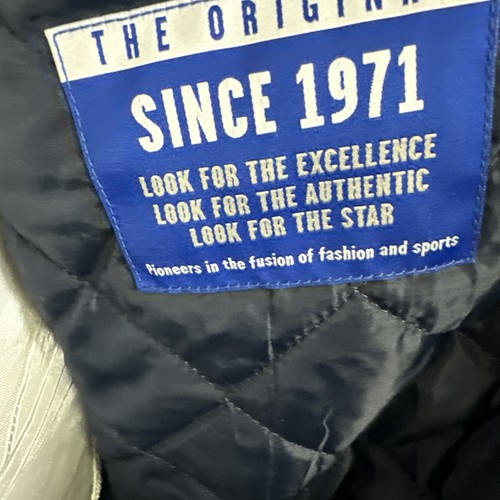 THE ORIGINA
SINCE 1971
LOOK FOR THE EXCELLENCE
LOOK FOR THE AUTHENTIC
LOOK FOR THE STAR
Pioneers in the fusion of fashion and sports